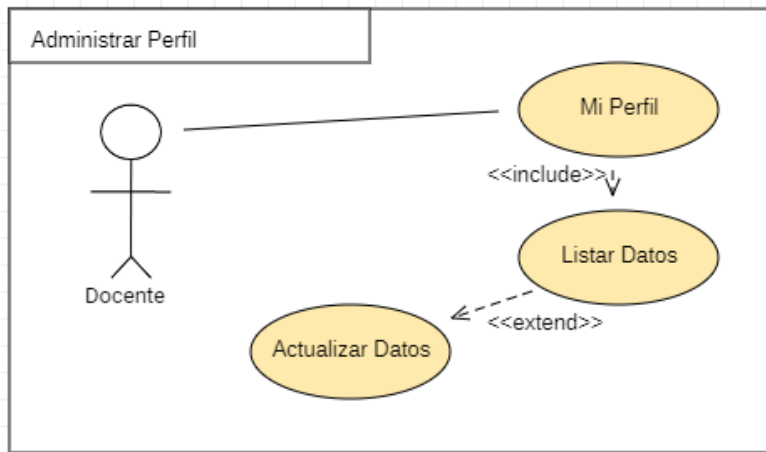 Administrar Perfil
Mi Perfil
<<include>>
Listar Datos
Docente
<<extend>>
Actualizar Datos